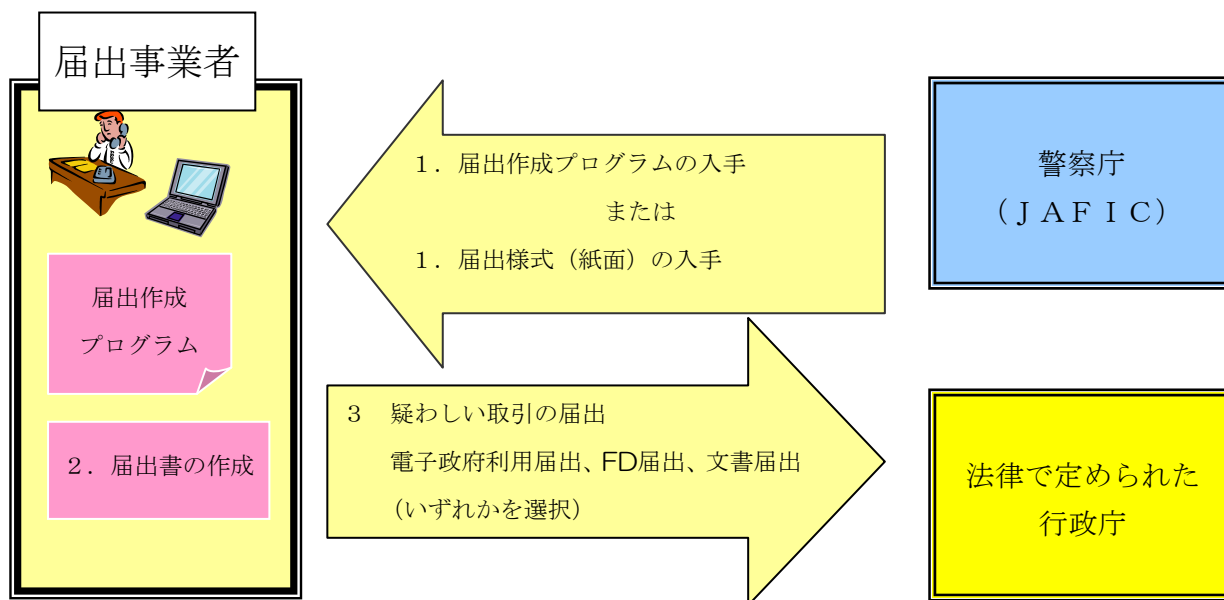 届出事業者
届出作成
プログラム
2．届出書の作成
1．届出作成プログラムの入手
または
1．届出様式（紙面）の入手
3　疑わしい取引の届出
電子政府利用届出、FD届出、文書届出
（いずれかを選択）
警察庁
（ＪＡＦＩＣ）
法律で定められた
行政庁